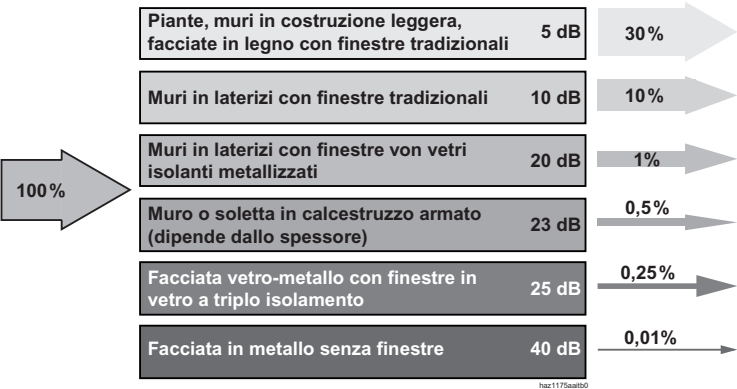 Piante, muri in costruzione leggera,
facciate in legno con finestre tradizionali 5 dB 30%
Muri in laterizi con finestre tradizionali 10 dB 10%
100%
Muri in laterizi con finestre von vetri
isolanti metallizzati 20 dB 1%
Muro o soletta in calcestruzzo armato
(dipende dallo spessore) 23 dB 0,5%
Facciata vetro-metallo con finestre in
vetro a triplo isolamento 25 dB 0,25%
Facciata in metallo senza finestre 40 dB 0,01%
haz1175aaitb0